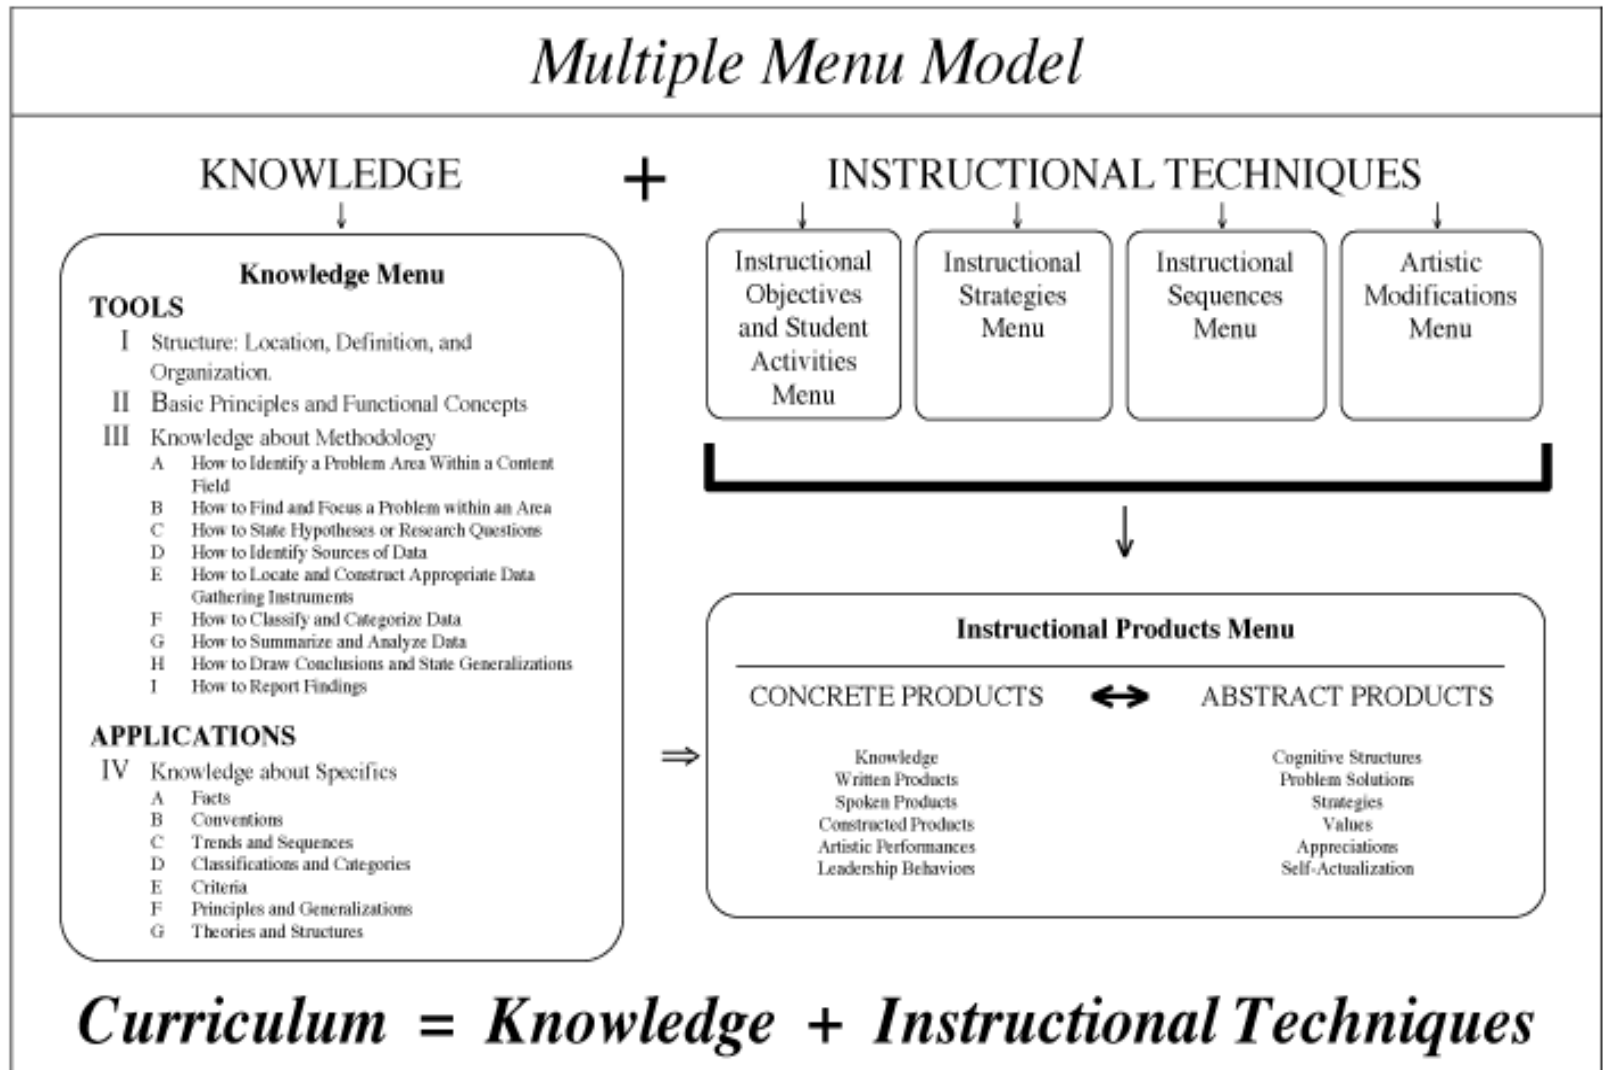 Multiple Menu Model
KNOWLEDGE + INSTRUCTIONAL TECHNIQUES
Knowledge Menu
TOOLS
I Structure: Location, Definition, and
Organization.
II Basic Principles and Functional Concepts
III Knowledge about Methodology
A How to Identify a Problem Area Within a Content
Field
B How to Find and Focus a Problem within an Area
C How to State Hypotheses or Research Questions
D How to Identify Sources of Data
E How to Locate and Construct Appropriate Data
Gathering Instruments
F How to Classify and Categorize Data
G How to Summarize and Analyze Data
H How to Draw Conclusions and State Generalizations
I How to Report Findings
APPLICATIONS
IV Knowledge about Specifics
A Facts
B Conventions
C Trends and Sequences
D Classifications and Categories
E Criteria
F Principles and Generalizations
G Theories and Structures
Instructional
Objectives
and Student
Activities
Menu
Instructional
Strategies
Menu
Instructional
Sequences
Menu
Artistic
Modifications
Menu
Instructional Products Menu
CONCRETE PRODUCTS
Knowledge
Written Products
Spoken Products
Constructed Products
Artistic Performances
Leadership Behaviors
ABSTRACT PRODUCTS
Cognitive Structures
Problem Solutions
Strategies
Values
Appreciations
Self-Actualization
Curriculum = Knowledge + Instructional Techniques